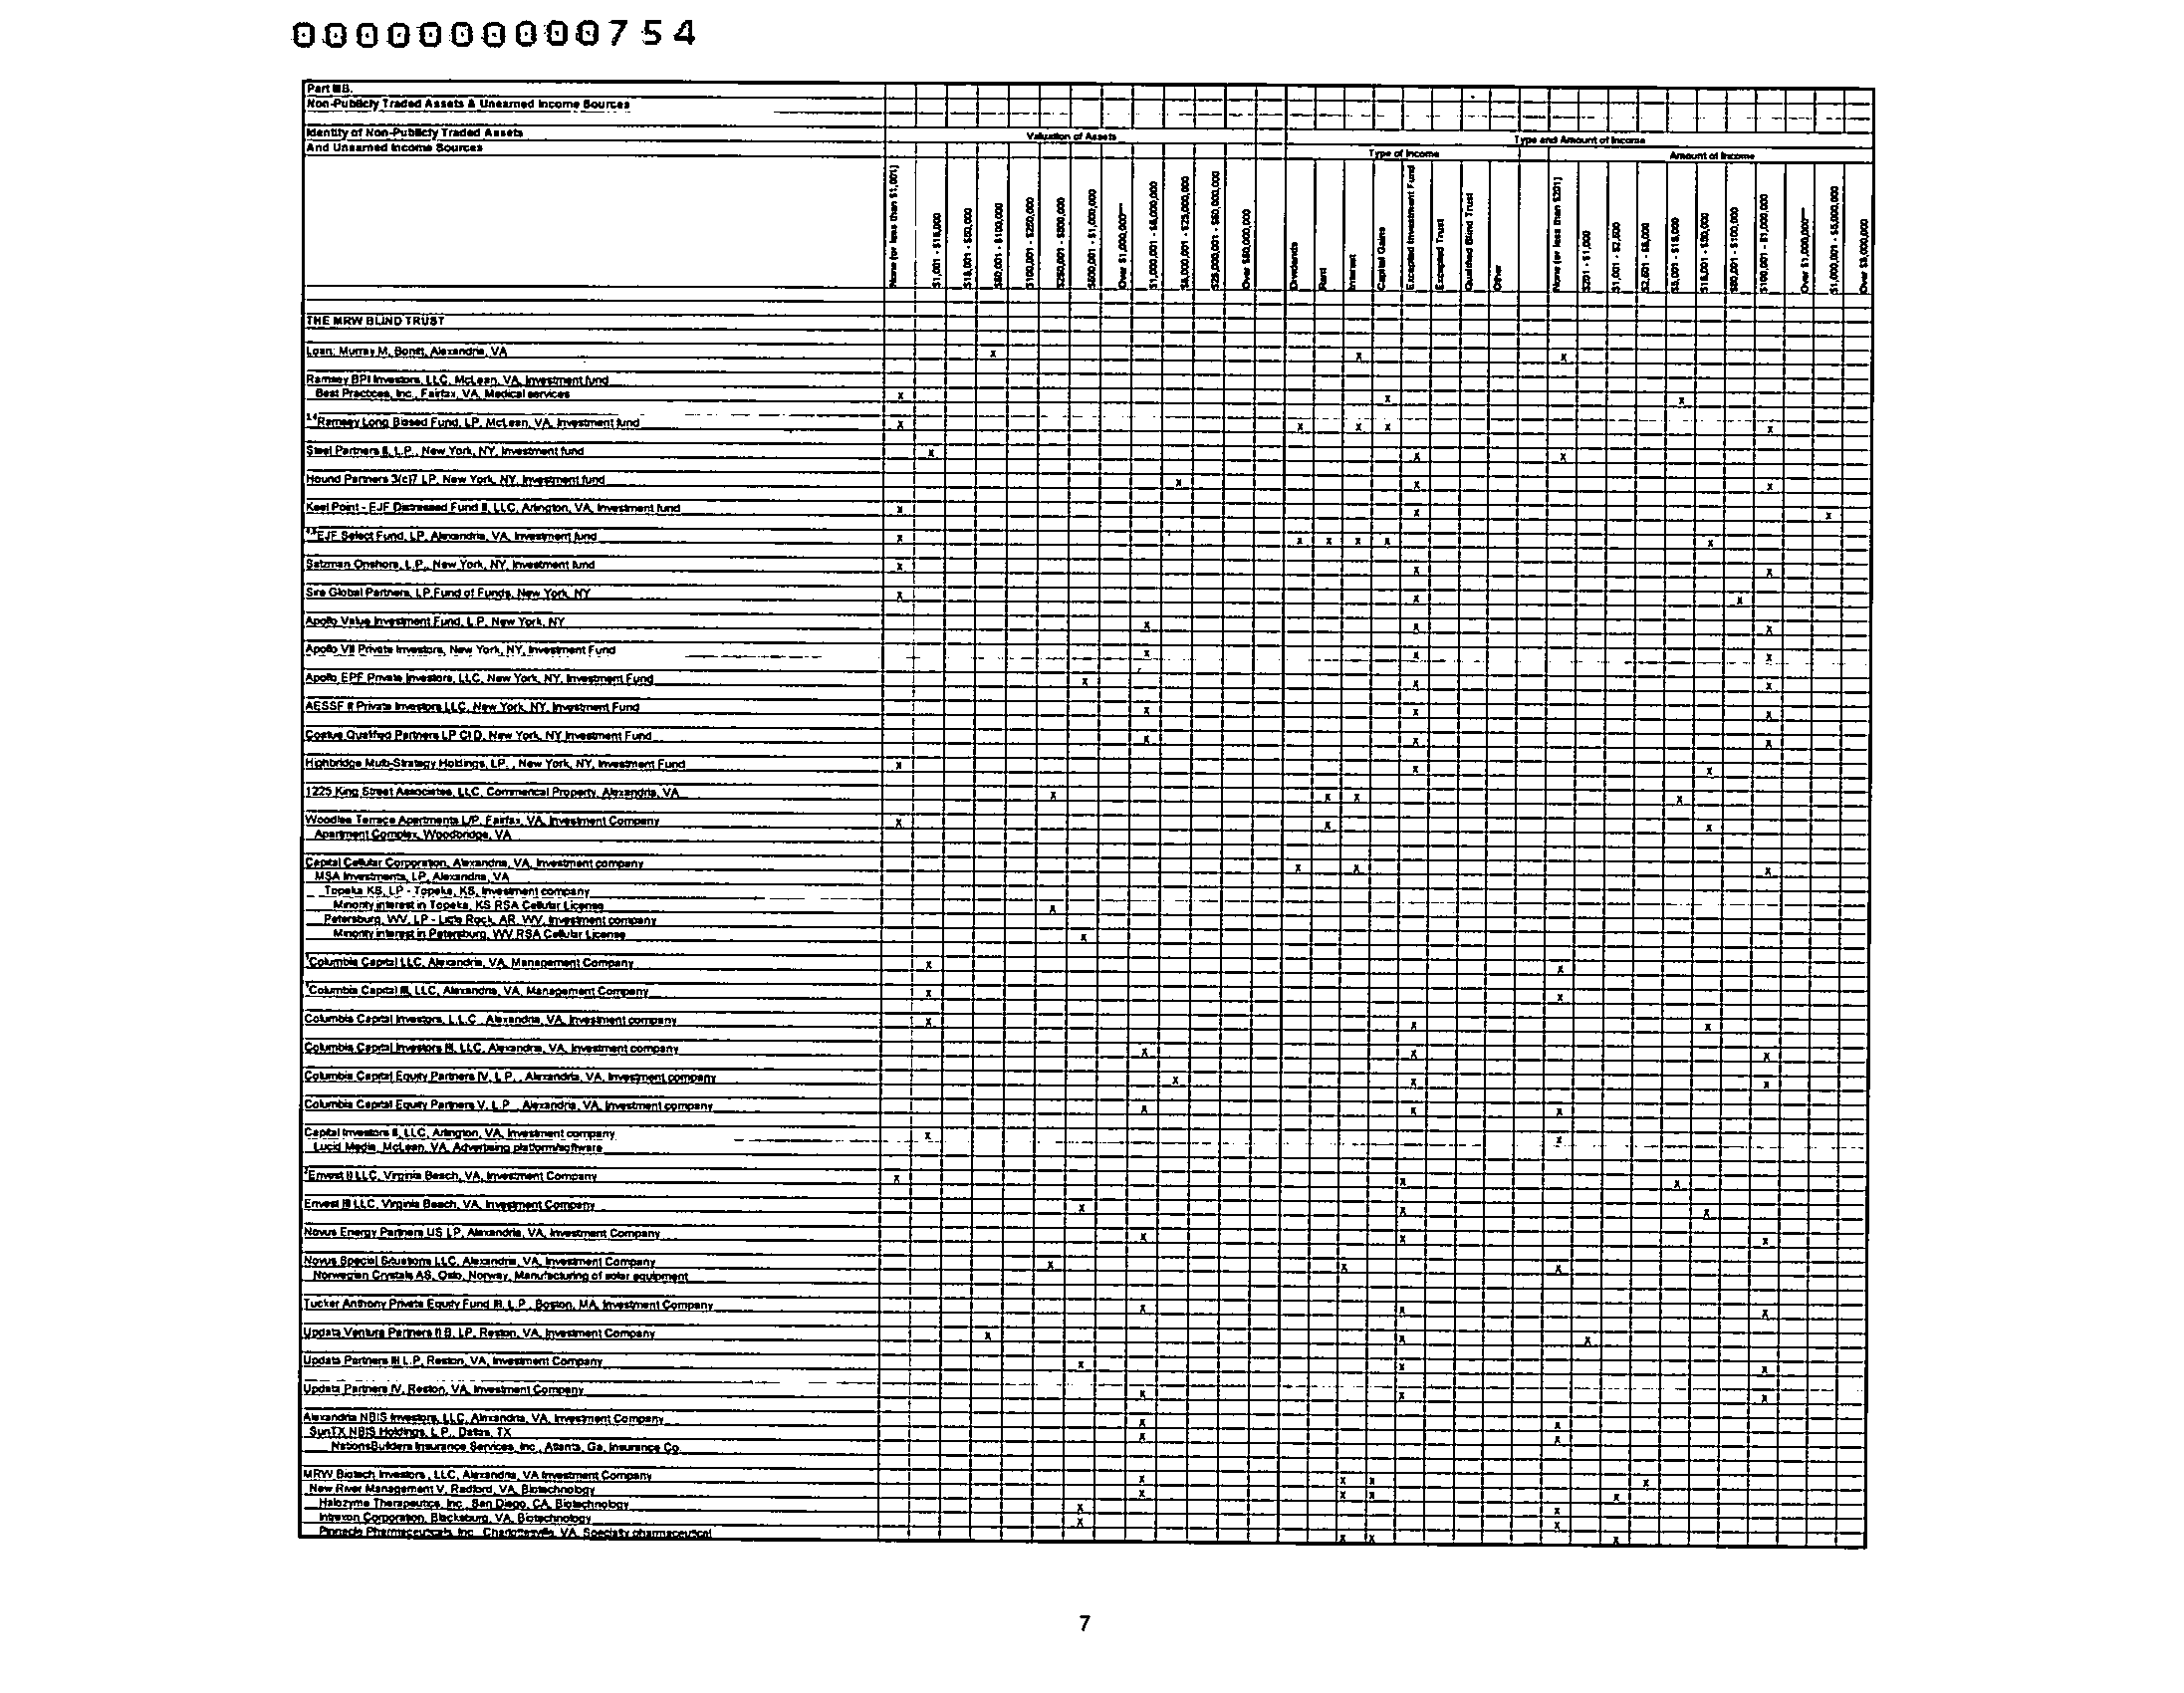 0000000000754
Part IIIB.
Non-Publicly Traded Assets & Unearned Income Sources
Identity of Non-Publicly Traded Assets
Valuation of Assets
Type and Amount of Income
And Unearned Income Sources
Type of Income
Amount of Income
None (or less than $1,001)
$1,001 - $15,000
$15,001 - $50,000
$50,001 - $100,000
$100,001 - $250,000
$250,001 - $500,000
$500,001 - $1,000,000
Over $1,000,000***
$1,000,001 - $5,000,000
$5,000,001 - $25,000,000
$25,000,001 - $50,000,000
Over $50,000,000
Dividends
Rent
Interest
Capital Gains
Excepted Investment Fund
Excepted Trust
Qualified Blind Trust
Other
None (or less than $201)
$201 - $1,000
$1,001 - $2,500
$2,501 - $5,000
$5,001 - $15,000
$15,001 - $50,000
$50,001 - $100,000
$100,001 - $1,000,000
Over $1,000,000***
$1,000,001 - $5,000,000
Over $5,000,000
THE MRW BLIND TRUST
Loan: Murray M. Bonitt, Alexandria, VA x x x
Ramsey BPI Investors, LLC, McLean, VA, Investment fund
Best Practices, Inc., Fairfax, VA, Medical services x x x
14 Ramsey Long Biased Fund, LP, McLean, VA, Investment fund x x x x x
Steel Partners II, L.P., New York, NY, Investment fund x x x
Hound Partners 3(c)7 LP, New York, NY, Investment fund x x x
Keel Point - EJF Distressed Fund II, LLC, Arlington, VA, Investment fund x x x
EJF Select Fund, LP, Alexandria, VA, Investment fund x x x x x x
Satzman Onshore, L.P., New York, NY, Investment fund x x x
Sire Global Partners, LP, Fund of Funds, New York, NY x x x
Apollo Value Investment Fund, L.P. New York, NY x x x
Apollo VII Private Investors, New York, NY, Investment Fund x x x
Apollo EPF Private Investors, LLC, New York, NY, Investment Fund x x x
AESSF II Private Investors LLC, New York, NY, Investment Fund x x x
Coatue Qualified Partners LP Cl D, New York, NY Investment Fund x x x
Highbridge Multi-Strategy Holdings, LP, , New York, NY, Investment Fund x x x
1225 King Street Associates, LLC, Commerical Property, Alexandria, VA x x x x
Woodlee Terrace Apartments L/P, Fairfax, VA, Investment Company x x x
Apartment Complex, Woodbridge, VA
Capital Cellular Corporation, Alexandria, VA, Investment company x x x
MSA Investments, LP, Alexandria, VA
Topeka KS, LP - Topeka, KS, Investment company
Minority interest in Topeka, KS RSA Cellular License x
Petersburg, WV, LP - Little Rock, AR, WV, Investment company
Minority interest in Petersburg, WV RSA Cellular License x
Columbia Capital LLC, Alexandria, VA, Management Company x x
Columbia Capital III, LLC, Alexandria, VA, Management Company x x
Columbia Capital Investors, L.L.C., Alexandria, VA, Investment company x x x
Columbia Capital Investors III, LLC, Alexandria, VA, Investment company x x x
Columbia Capital Equity Partners IV, L.P. , Alexandria, VA, Investment company x x x
Columbia Capital Equity Partners V, L.P. , Alexandria, VA, Investment company x x x
Capital Investors II, LLC, Arlington, VA, Investment company x x
Lucid Media, McLean, VA, Advertising platform/software
Envest II LLC, Virginia Beach, VA, Investment Company x x x
Envest III LLC, Virginia Beach, VA, Investment Company x x x
Novus Energy Partners US LP, Alexandria, VA, Investment Company x x x
Novus Special Situations LLC, Alexandria, VA, Investment Company x x x
Norwegian Crystals AS, Oslo, Norway, Manufacturing of solar equipment
Tucker Anthony Private Equity Fund III, L.P., Boston, MA, Investment Company x x x
Updata Venture Partners II B, LP, Reston, VA, Investment Company x x x
Updata Partners III L.P, Reston, VA, Investment Company x x x
Updata Partners IV, Reston, VA, Investment Company x x x
Alexandria NBIS Investors, LLC, Alexandria, VA, Investment Company x x
SunTX NBIS Holdings, L.P., Dallas, TX x x
NationsBuilders Insurance Services, Inc., Atlanta, Ga, Insurance Co
MRW Biotech Investors, LLC, Alexandria, VA Investment Company x x x x
New River Management V, Radford, VA, Biotechnology x x x x
Halozyme Therapeutics, Inc., San Diego, CA, Biotechnology x x
Intrexon Corporation, Blacksburg, VA, Biotechnology x x
Pinnacle Pharmaceuticals, Inc, Charlottesville, VA, Specialty pharmaceutical x x x
7